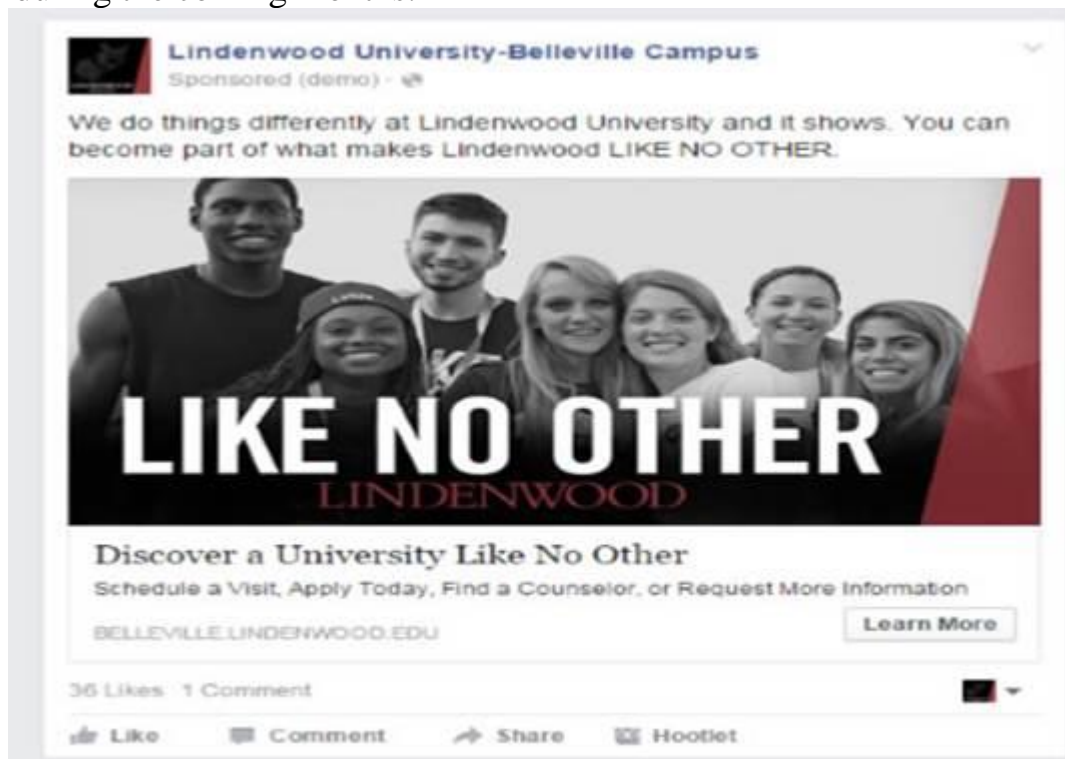 Lindenwood University-Belleville Campus
Sponsored (demo) ·
We do things differently at Lindenwood University and it shows. You can
become part of what makes Lindenwood LIKE NO OTHER.
LIKE NO OTHER
LINDENWOOD
Discover a University Like No Other
Schedule a Visit, Apply Today, Find a Counselor, or Request More Information
BELLEVILLE.LINDENWOOD.EDU
Learn More
36 Likes 1 Comment
Like Comment Share Hootlet